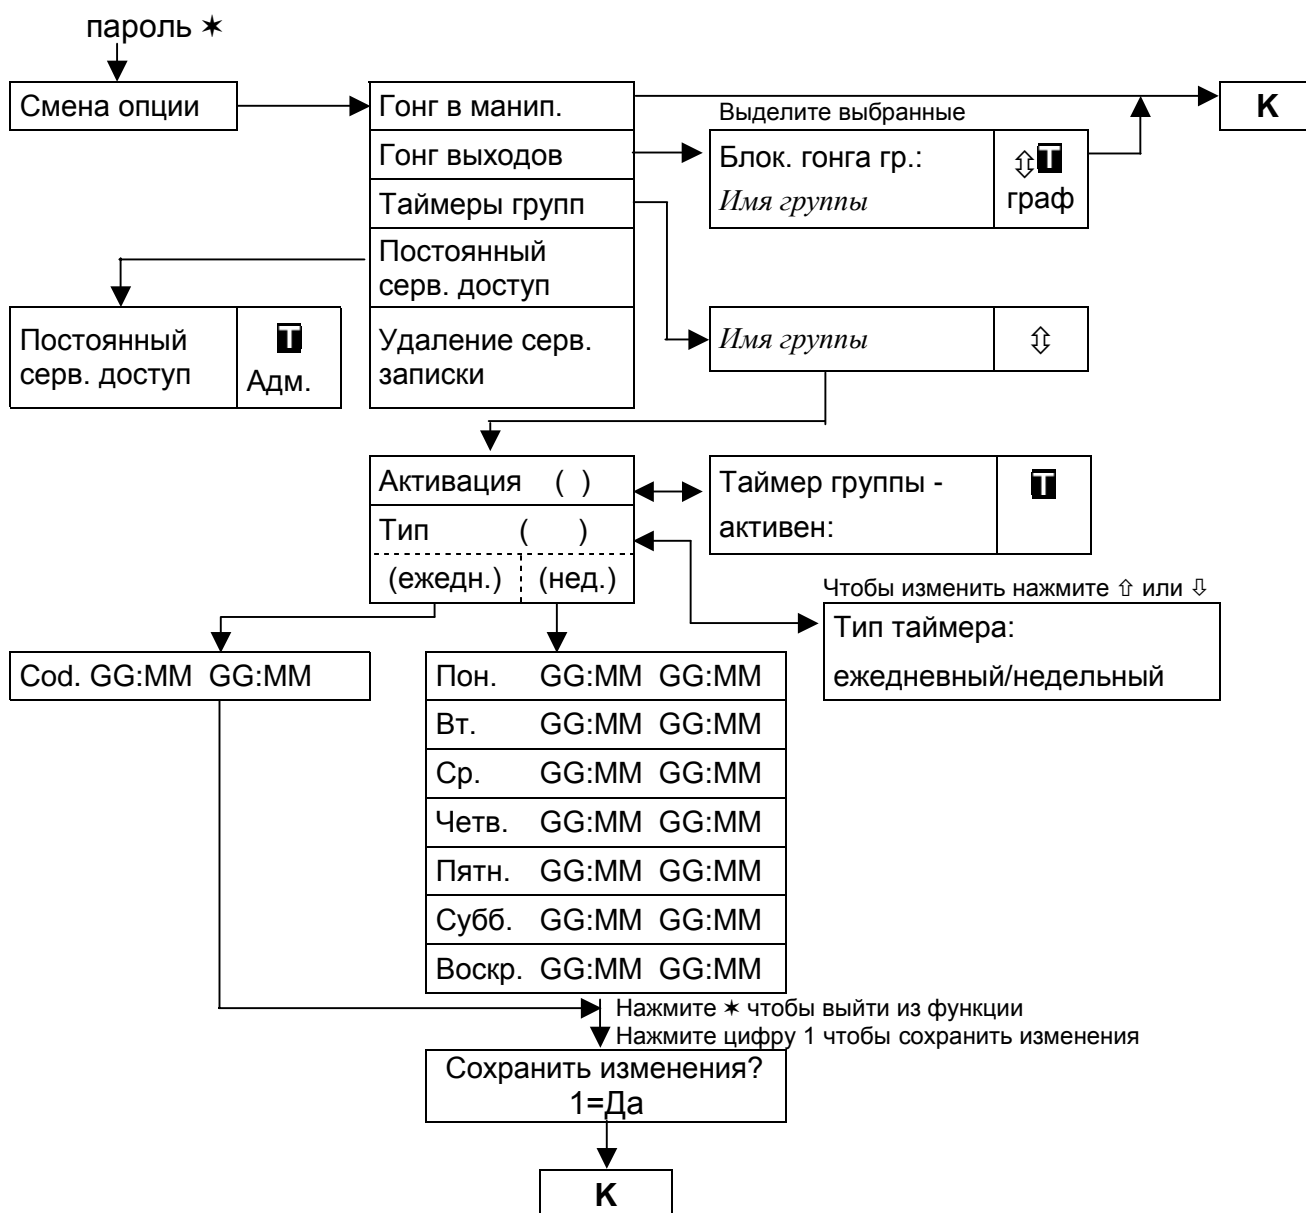 пароль ✶
Смена опции
Гонг в манип.
К
Выделите выбранные
Гонг выходов
Блок. гонга гр.:
Имя группы
⇳ T
граф
Таймеры групп
Постоянный
серв. доступ
Постоянный
серв. доступ
T
Адм.
Удаление серв.
записки
Имя группы
⇳
Активация ( )
Таймер группы -
активен:
T
Тип ( )
(ежедн.) (нед.)
Чтобы изменить нажмите ⇧ или ⇩
Тип таймера:
ежедневный/недельный
Cod. GG:MM GG:MM
Пон. GG:MM GG:MM
Вт. GG:MM GG:MM
Ср. GG:MM GG:MM
Четв. GG:MM GG:MM
Пятн. GG:MM GG:MM
Субб. GG:MM GG:MM
Воскр. GG:MM GG:MM
Нажмите ✶ чтобы выйти из функции
Нажмите цифру 1 чтобы сохранить изменения
Сохранить изменения?
1=Да
К